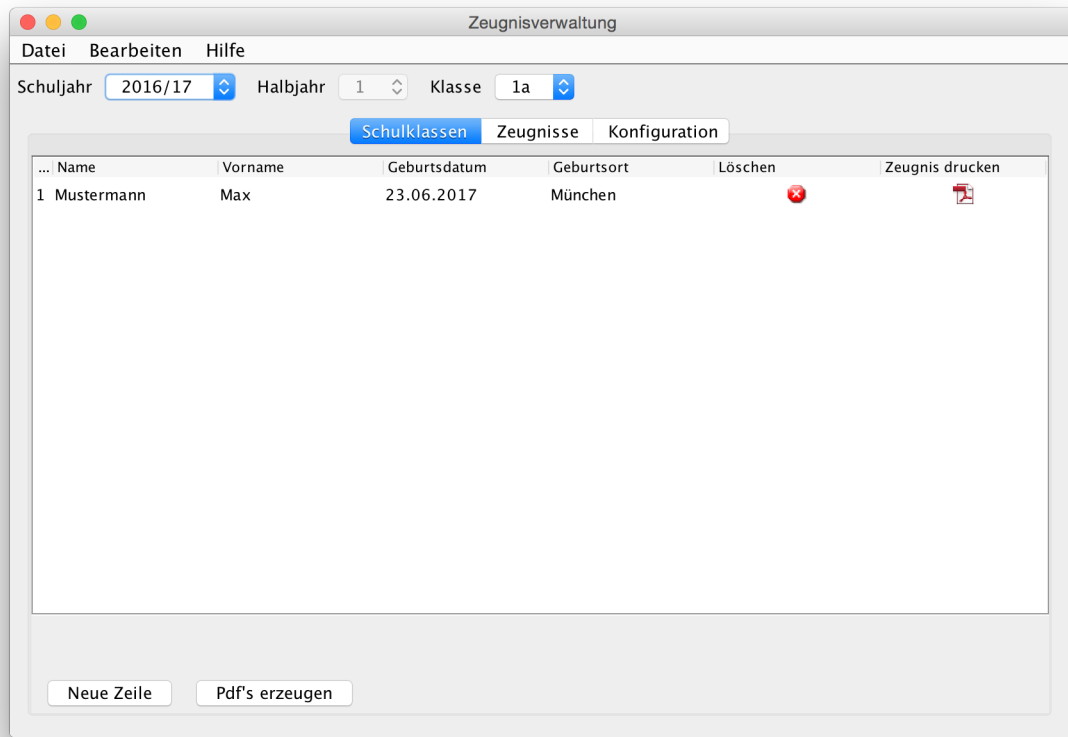 Zeugnisverwaltung
Datei Bearbeiten Hilfe
Schuljahr 2016/17 Halbjahr 1 Klasse 1a
Schulklassen Zeugnisse Konfiguration
... Name Vorname Geburtsdatum Geburtsort Löschen Zeugnis drucken
1 Mustermann Max 23.06.2017 München
Neue Zeile Pdf's erzeugen